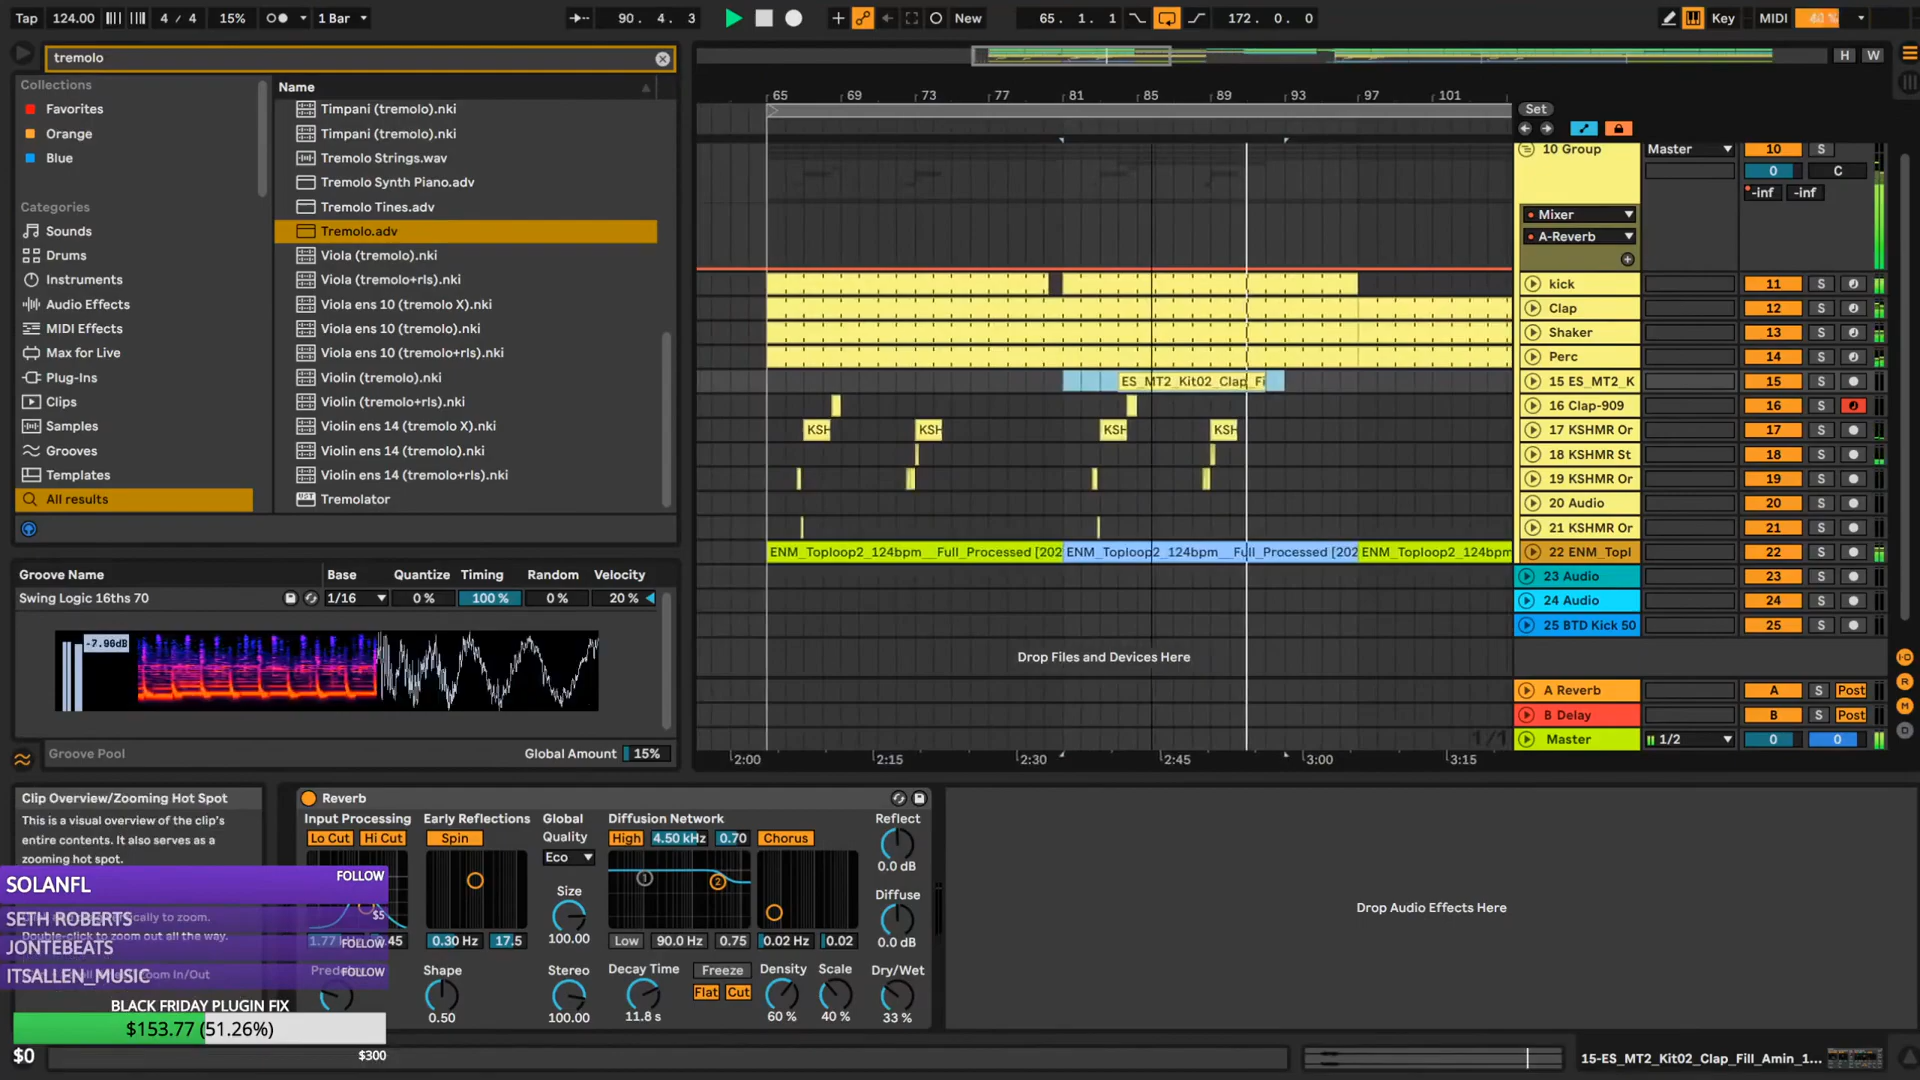 Tap 124.00 4 / 4 15% 1 Bar 90. 4. 3 New 65. 1. 1 172. 0. 0 Key MIDI
tremolo
H W
Collections
Favorites
Orange
Blue
Categories
Sounds
Drums
Instruments
Audio Effects
MIDI Effects
Max for Live
Plug-Ins
Clips
Samples
Grooves
Templates
All results
Name
Timpani (tremolo).nki
Timpani (tremolo).nki
Tremolo Strings.wav
Tremolo Synth Piano.adv
Tremolo Tines.adv
Tremolo.adv
Viola (tremolo).nki
Viola (tremolo+rls).nki
Viola ens 10 (tremolo X).nki
Viola ens 10 (tremolo).nki
Viola ens 10 (tremolo+rls).nki
Violin (tremolo).nki
Violin (tremolo+rls).nki
Violin ens 14 (tremolo X).nki
Violin ens 14 (tremolo).nki
Violin ens 14 (tremolo+rls).nki
Tremolator
65 69 73 77 81 85 89 93 97 101
Set
10 Group Master 10 S
0 C
-inf -inf
Mixer
A-Reverb
kick 11 S
Clap 12 S
Shaker 13 S
Perc 14 S
ES_MT2_Kit02_Clap_Fi 15 ES_MT2_K 15 S
16 Clap-909 16 S
KSH KSH KSH KSH 17 KSHMR Or 17 S
18 KSHMR St 18 S
19 KSHMR Or 19 S
20 Audio 20 S
21 KSHMR Or 21 S
ENM_Toploop2_124bpm__Full_Processed [202 ENM_Toploop2_124bpm__Full_Processed [202 ENM_Toploop2_124bpm 22 ENM_Topl 22 S
23 Audio 23 S
24 Audio 24 S
25 BTD Kick 50 25 S
Drop Files and Devices Here
A Reverb A S Post
B Delay B S Post
Master 1/2 0 0
1/1
2:00 2:15 2:30 2:45 3:00 3:15
Groove Name Base Quantize Timing Random Velocity
Swing Logic 16ths 70 1/16 0 % 100 % 0 % 20 %
-7.96dB
Groove Pool Global Amount 15%
Clip Overview/Zooming Hot Spot
This is a visual overview of the clip's
entire contents. It also serves as a
zooming hot spot.
SOLANFL FOLLOW
SETH ROBERTS $5
JONTEBEATS FOLLOW
ITSALLEN_MUSIC FOLLOW
to zoom.
to zoom out all the way.
Zoom In/Out
BLACK FRIDAY PLUGIN FIX
$153.77 (51.26%)
$0 $300
Reverb
Input Processing Early Reflections Global Diffusion Network Reflect
Lo Cut Hi Cut Spin Quality High 4.50 kHz 0.70 Chorus
Eco
0.0 dB
Size Diffuse
100.00 0.0 dB
0.30 Hz 17.5 Low 90.0 Hz 0.75 0.02 Hz 0.02
Shape Stereo Decay Time Freeze Density Scale Dry/Wet
Flat Cut
0.50 100.00 11.8 s 60 % 40 % 33 %
Drop Audio Effects Here
15-ES_MT2_Kit02_Clap_Fill_Amin_1...